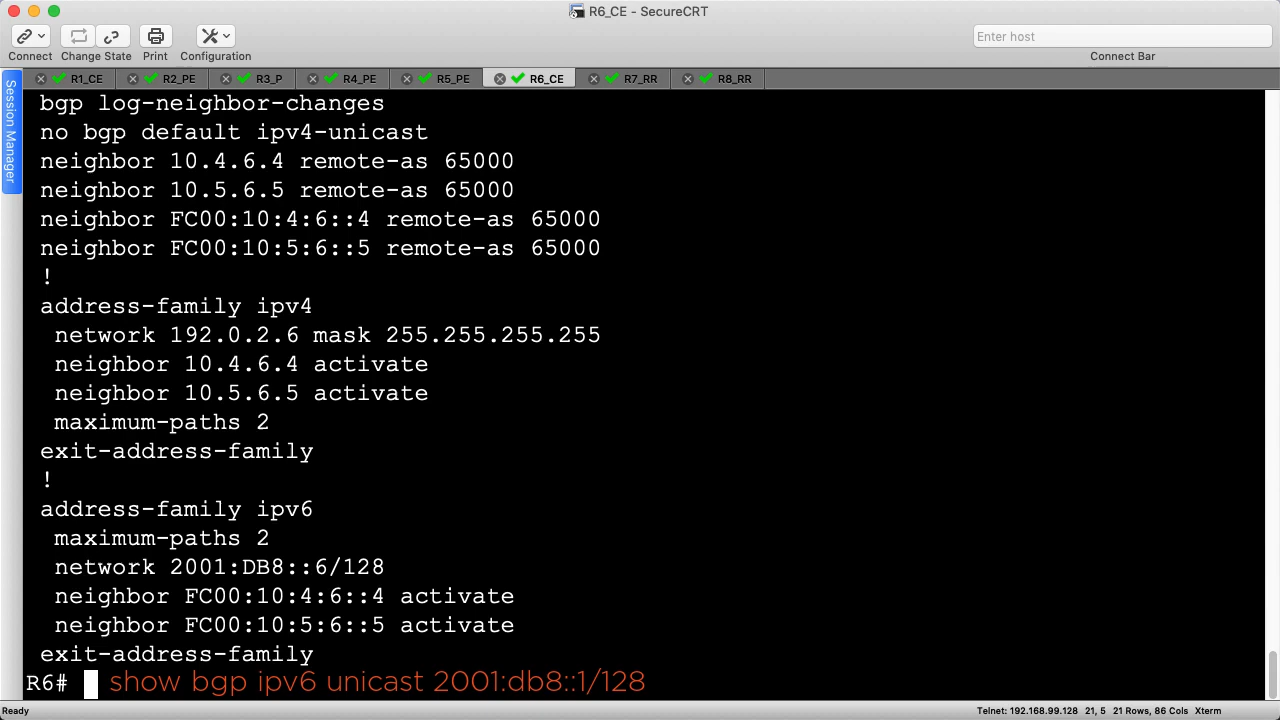 R6_CE - SecureCRT
Enter host
Connect Change State Print Configuration Connect Bar
R1_CE R2_PE R3_P R4_PE R5_PE R6_CE R7_RR R8_RR
Session Manager
bgp log-neighbor-changes
no bgp default ipv4-unicast
neighbor 10.4.6.4 remote-as 65000
neighbor 10.5.6.5 remote-as 65000
neighbor FC00:10:4:6::4 remote-as 65000
neighbor FC00:10:5:6::5 remote-as 65000
!
address-family ipv4
network 192.0.2.6 mask 255.255.255.255
neighbor 10.4.6.4 activate
neighbor 10.5.6.5 activate
maximum-paths 2
exit-address-family
!
address-family ipv6
maximum-paths 2
network 2001:DB8::6/128
neighbor FC00:10:4:6::4 activate
neighbor FC00:10:5:6::5 activate
exit-address-family
R6# show bgp ipv6 unicast 2001:db8::1/128
Ready Telnet: 192.168.99.128 21, 5 21 Rows, 86 Cols Xterm